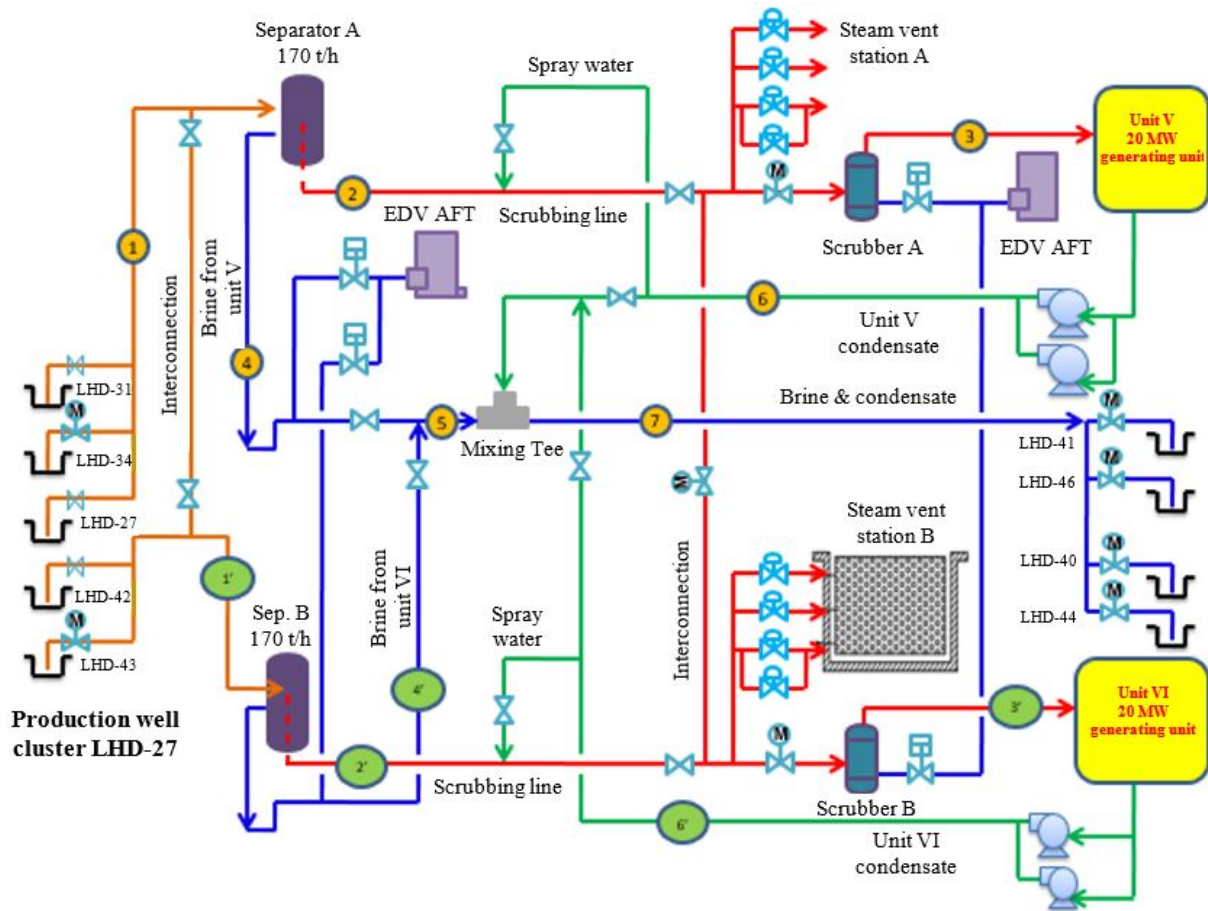 Separator A
170 t/h
Steam vent
station A
Spray water
Unit V
20 MW
generating unit
3
2
EDV AFT
Scrubbing line
M
Scrubber A
EDV AFT
1
Interconnection
Brine from
unit V
6
Unit V
condensate
4
LHD-31
M
LHD-34
LHD-27
LHD-42
M
LHD-43
5
Mixing Tee
7
Brine & condensate
M
LHD-41
M
LHD-46
M
LHD-40
M
LHD-44
M
Interconnection
Steam vent
station B
1'
Sep. B
170 t/h
Brine from
unit VI
Spray
water
4'
Production well
cluster LHD-27
2'
Scrubbing line
M
3'
Unit VI
20 MW
generating unit
Scrubber B
6'
Unit VI
condensate